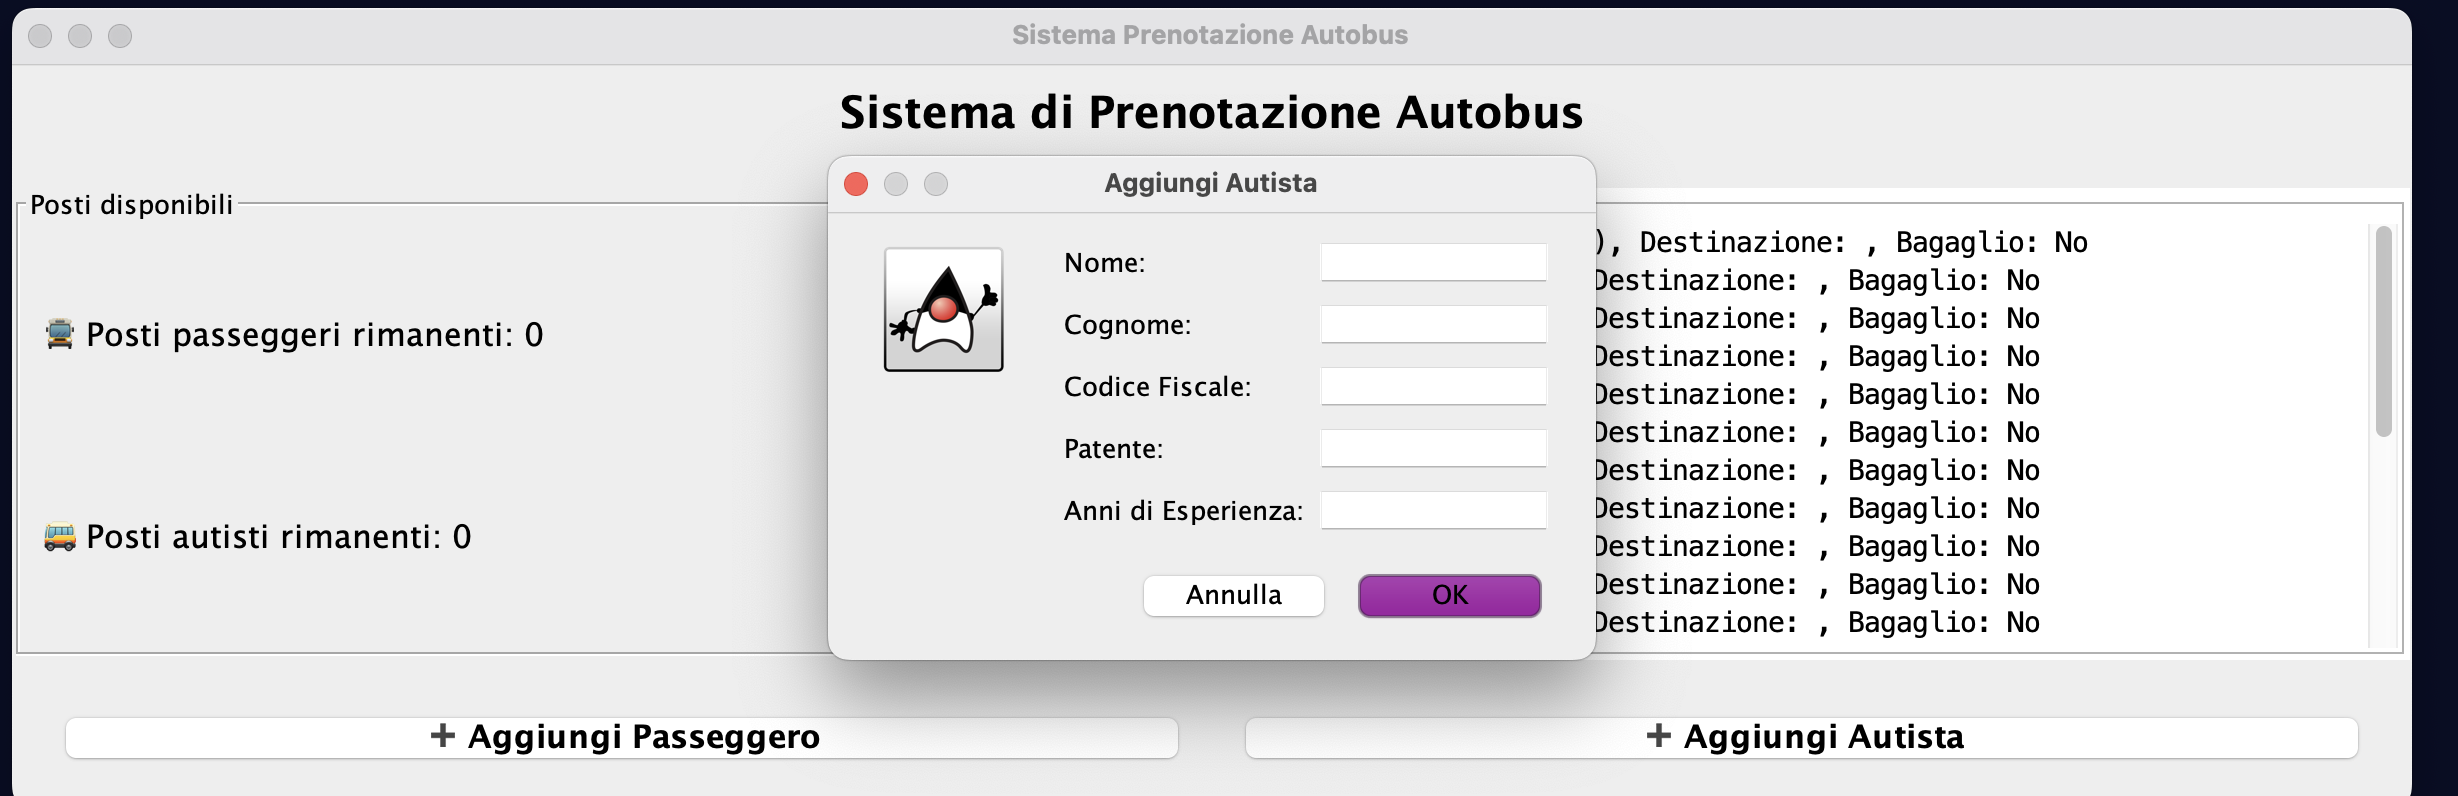 Sistema Prenotazione Autobus
Sistema di Prenotazione Autobus
Posti disponibili
Posti passeggeri rimanenti: 0
Posti autisti rimanenti: 0
Aggiungi Autista
Nome:
Cognome:
Codice Fiscale:
Patente:
Anni di Esperienza:
Annulla
OK
), Destinazione: , Bagaglio: No
Destinazione: , Bagaglio: No
Destinazione: , Bagaglio: No
Destinazione: , Bagaglio: No
Destinazione: , Bagaglio: No
Destinazione: , Bagaglio: No
Destinazione: , Bagaglio: No
Destinazione: , Bagaglio: No
Destinazione: , Bagaglio: No
Destinazione: , Bagaglio: No
Destinazione: , Bagaglio: No
+ Aggiungi Passeggero
+ Aggiungi Autista